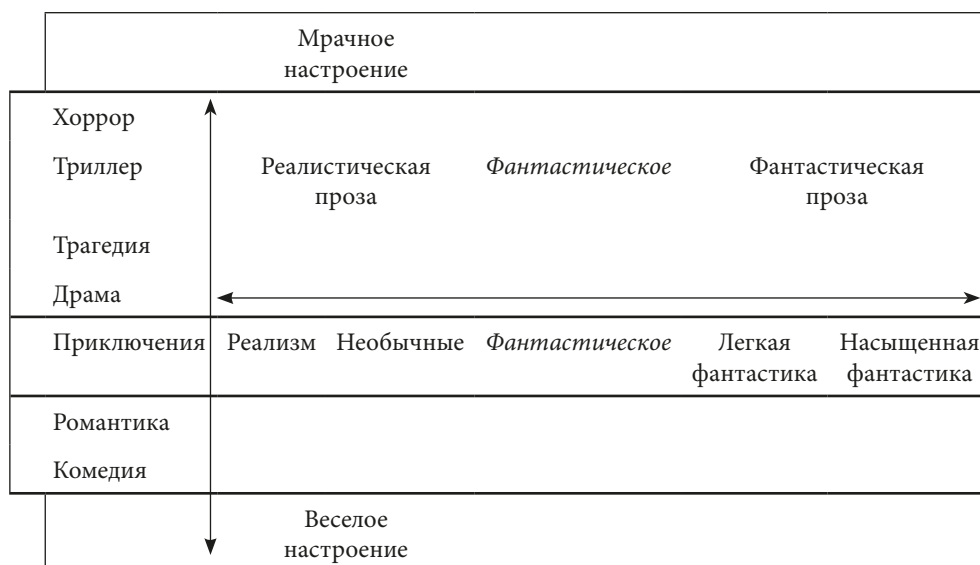 Мрачное
настроение
Хоррор
Триллер Реалистическая Фантастическое Фантастическая
проза проза
Трагедия
Драма
Приключения Реализм Необычные Фантастическое Легкая Насыщенная
фантастика фантастика
Романтика
Комедия
Веселое
настроение